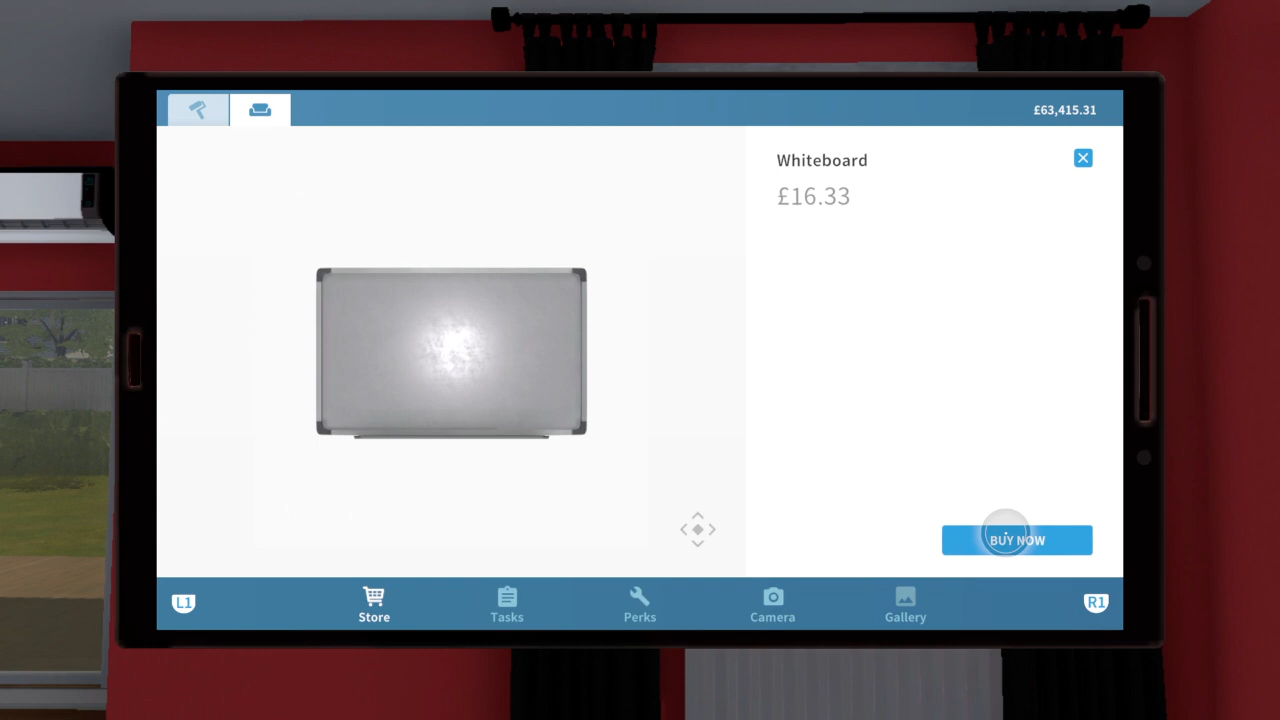 £63,415.31
Whiteboard
£16.33
BUY NOW
L1
Store
Tasks
Perks
Camera
Gallery
R1